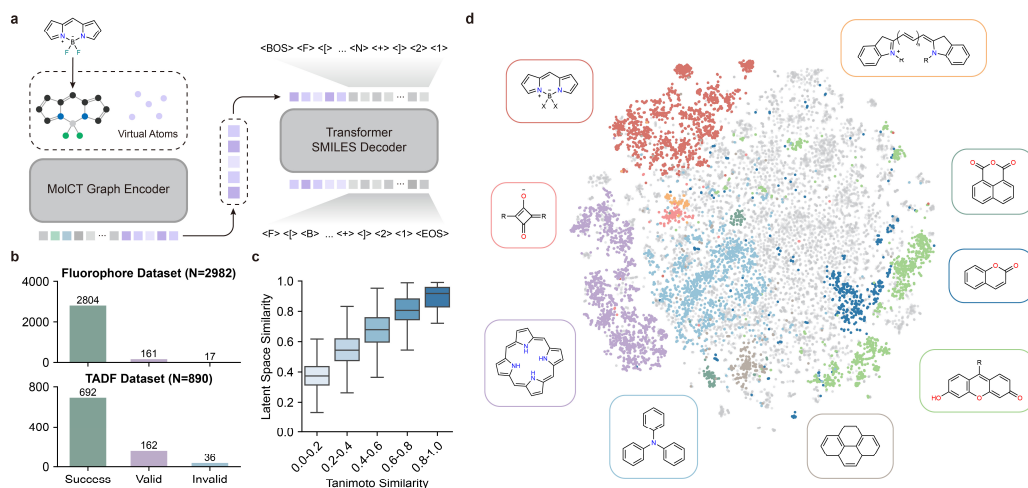 a
N
N
B
+
-
F
F
Virtual Atoms
MolCT Graph Encoder
...
<BOS> <F> <[> ... <N> <+> <]> <2> <1>
...
Transformer
SMILES Decoder
...
<F> <[> <B> ... <+> <]> <2> <1> <EOS>
b
Fluorophore Dataset (N=2982)
4000
2000
0
2804
161
17
TADF Dataset (N=890)
800
400
0
692
162
36
Success
Valid
Invalid
c
Latent Space Similarity
1.0
0.8
0.6
0.4
0.2
0.0
0.0-0.2
0.2-0.4
0.4-0.6
0.6-0.8
0.8-1.0
Tanimoto Similarity
d
N
N
B
+
-
X
X
N
+
R
N
R
n
O
O
O
O
-
R
R
O
O
O
NH
N
H
HN
H
N
R
HO
O
O
N